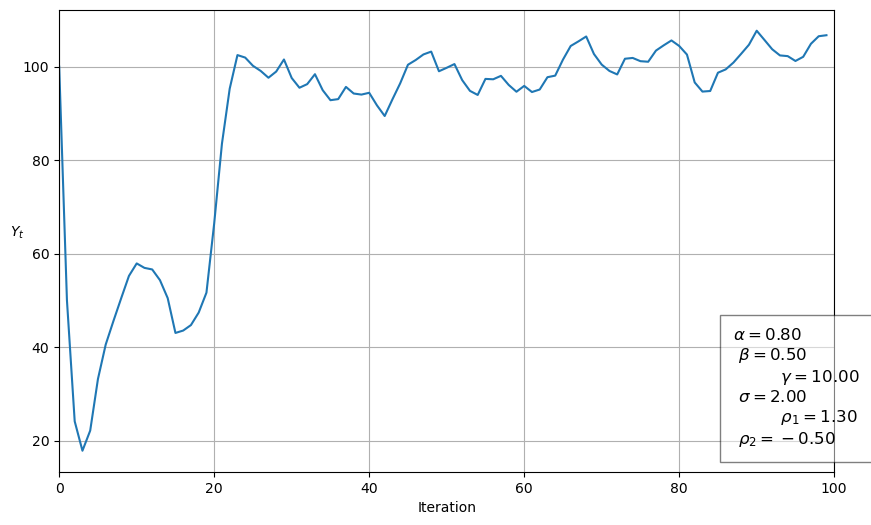 100
80
60
40
20
Y_t
α = 0.80
β = 0.50
γ = 10.00
σ = 2.00
ρ₁ = 1.30
ρ₂ = −0.50
0 20 40 60 80 100
Iteration